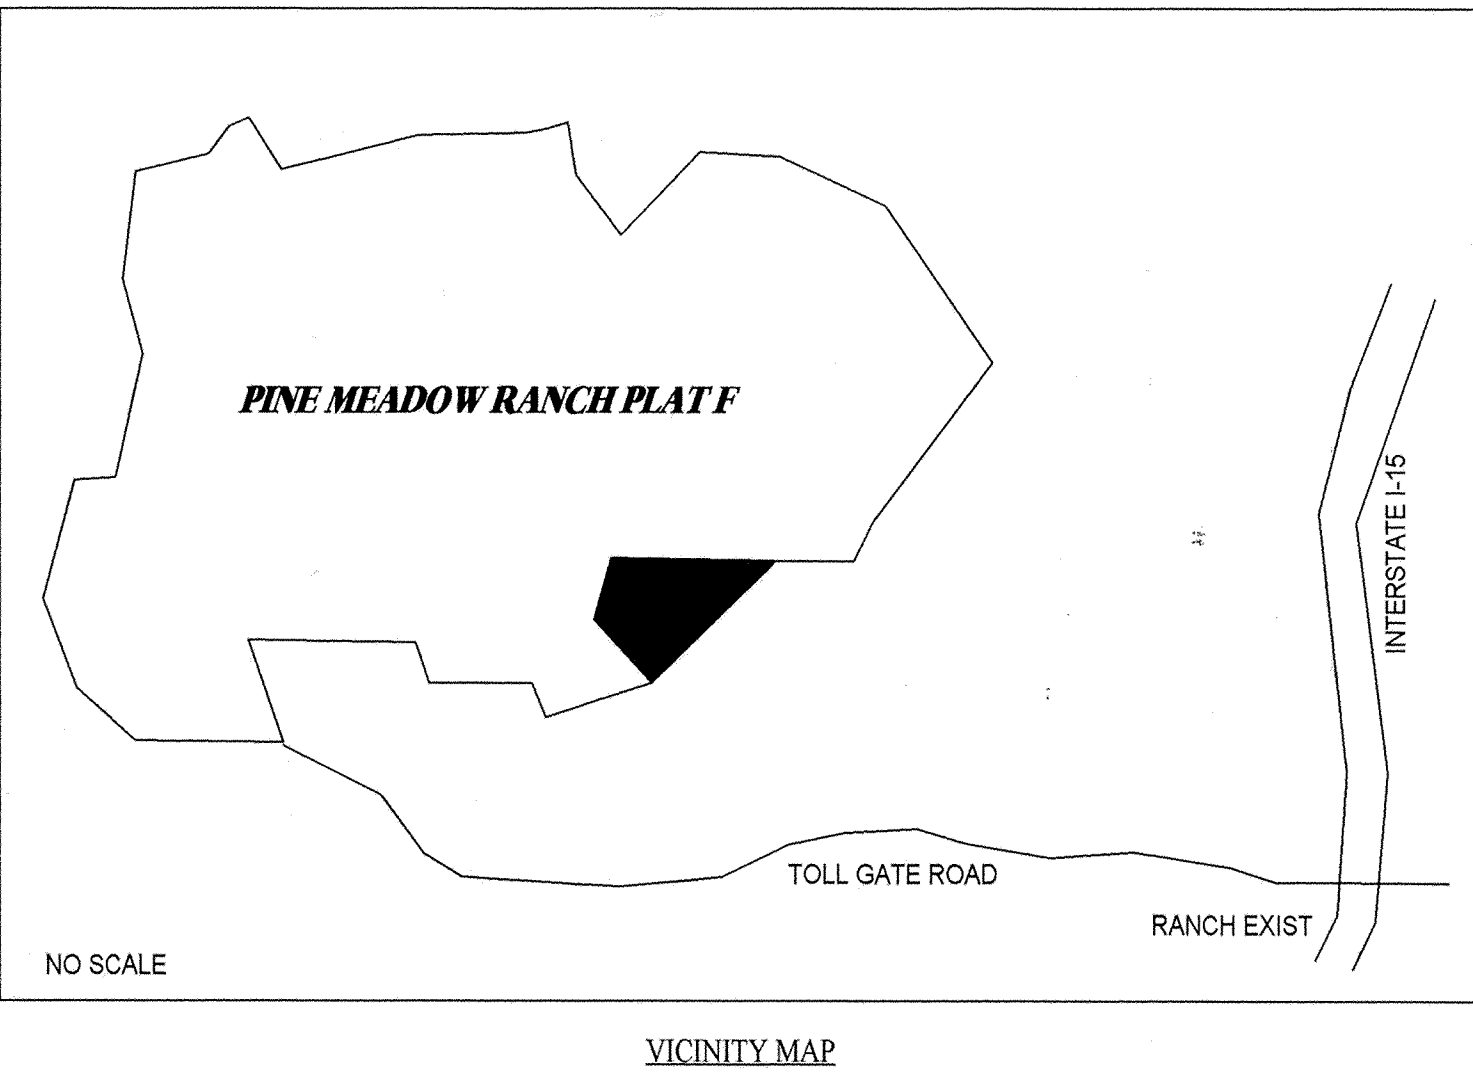 PINE MEADOW RANCH PLAT F
INTERSTATE I-15
TOLL GATE ROAD
RANCH EXIST
NO SCALE
VICINITY MAP